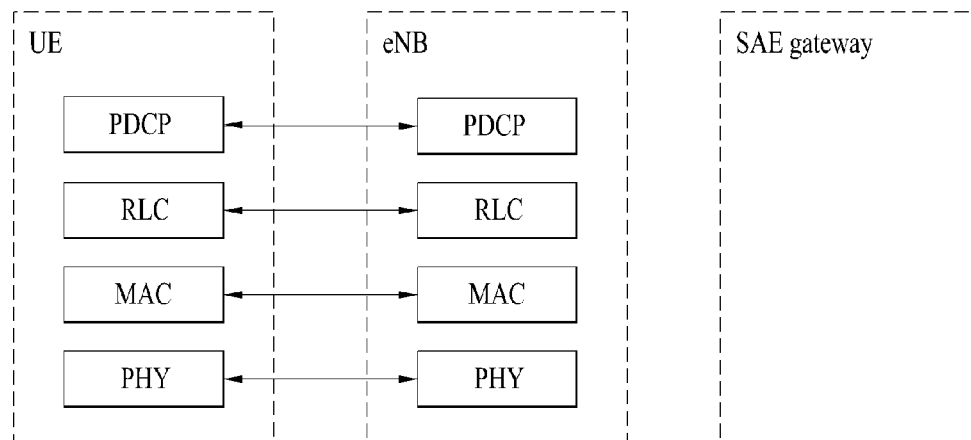 UE
eNB
SAE gateway
PDCP
PDCP
RLC
RLC
MAC
MAC
PHY
PHY